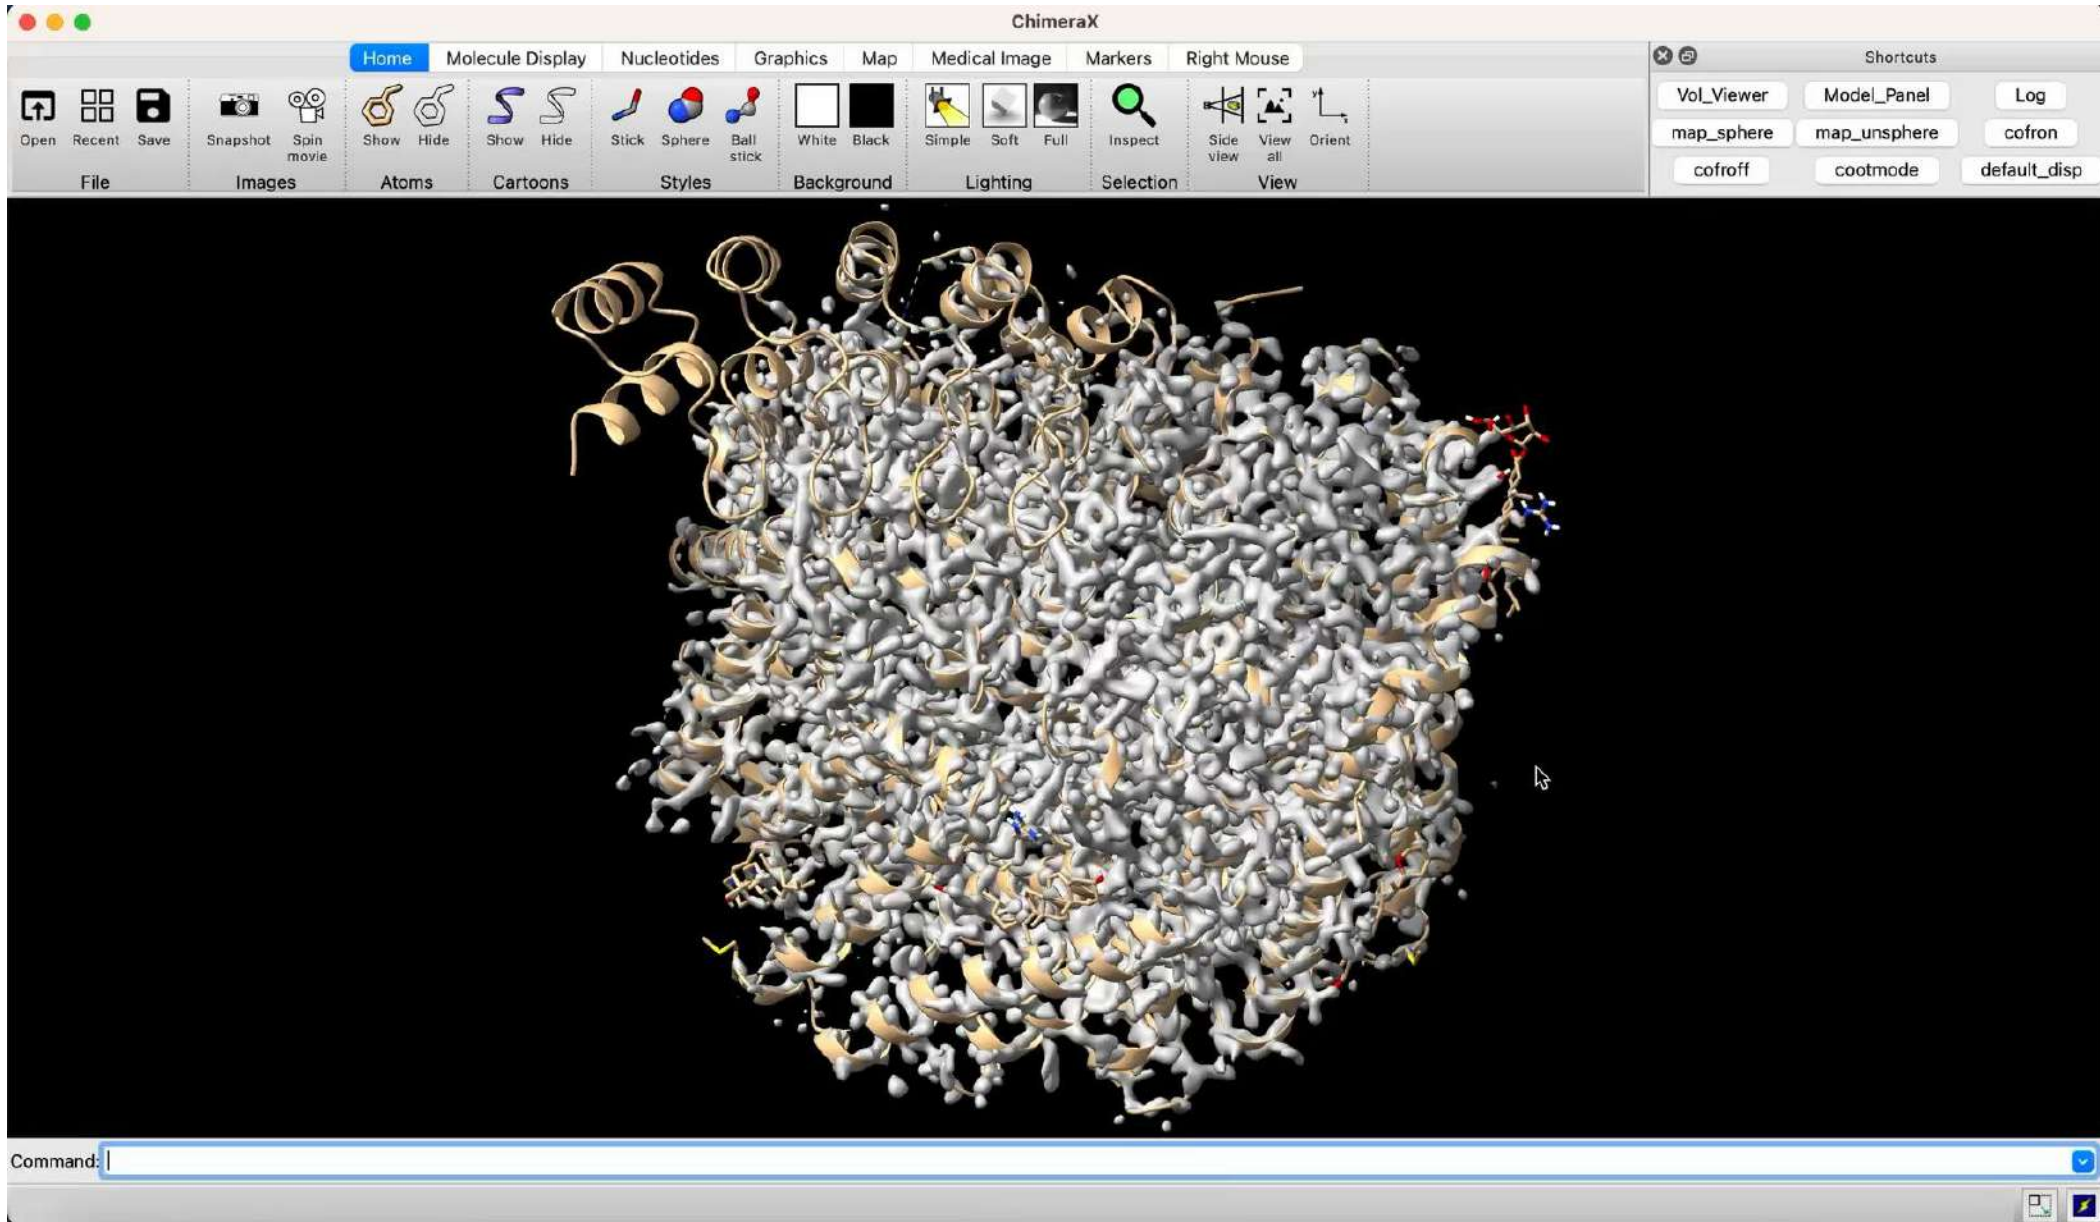 ChimeraX
Home Molecule Display Nucleotides Graphics Map Medical Image Markers Right Mouse
Shortcuts
Open Recent Save Snapshot Spin movie Show Hide Show Hide Stick Sphere Ball stick White Black Simple Soft Full Inspect Side view View all Orient
File Images Atoms Cartoons Styles Background Lighting Selection View
Vol_Viewer Model_Panel Log
map_sphere map_unsphere cofron
cofroff cootmode default_disp
Command: